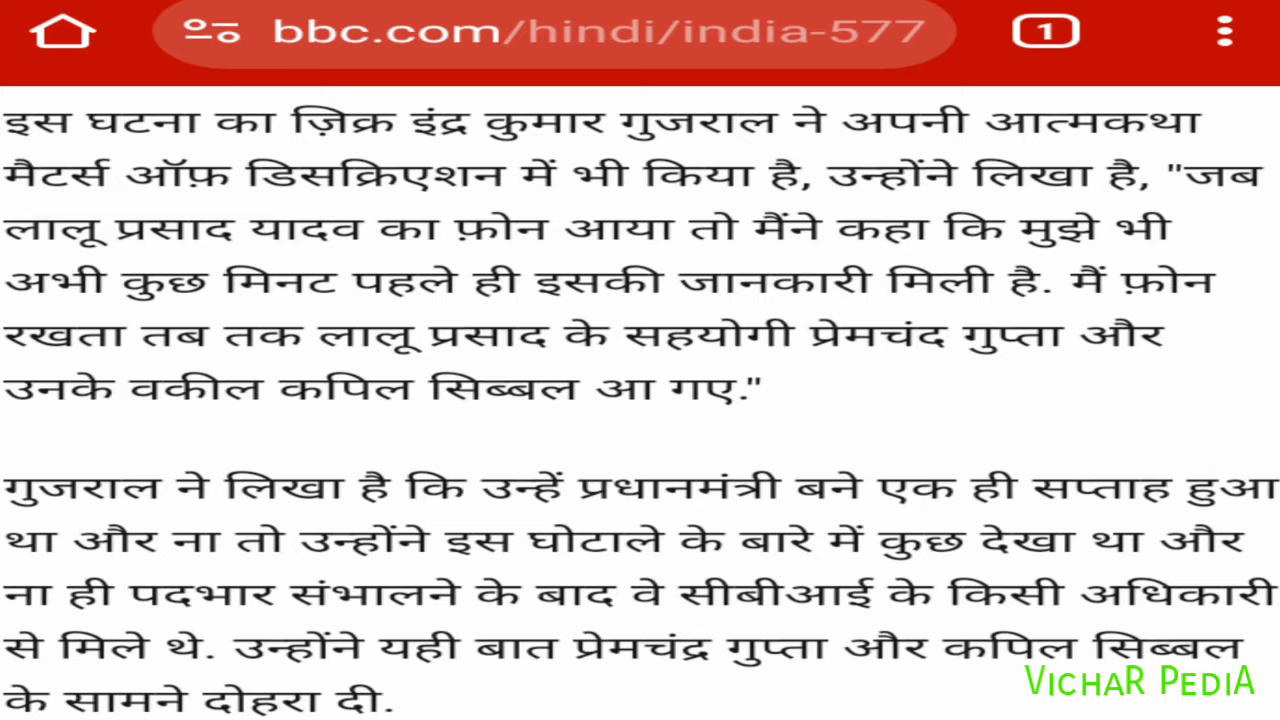 bbc.com/hindi/india-577
1
इस घटना का ज़िक्र इंद्र कुमार गुजराल ने अपनी आत्मकथा
मैटर्स ऑफ़ डिसक्रिएशन में भी किया है, उन्होंने लिखा है, "जब
लालू प्रसाद यादव का फ़ोन आया तो मैंने कहा कि मुझे भी
अभी कुछ मिनट पहले ही इसकी जानकारी मिली है. मैं फ़ोन
रखता तब तक लालू प्रसाद के सहयोगी प्रेमचंद गुप्ता और
उनके वकील कपिल सिब्बल आ गए."
गुजराल ने लिखा है कि उन्हें प्रधानमंत्री बने एक ही सप्ताह हुआ
था और ना तो उन्होंने इस घोटाले के बारे में कुछ देखा था और
ना ही पदभार संभालने के बाद वे सीबीआई के किसी अधिकारी
से मिले थे. उन्होंने यही बात प्रेमचंद्र गुप्ता और कपिल सिब्बल
के सामने दोहरा दी.
VICHAR PEDIA